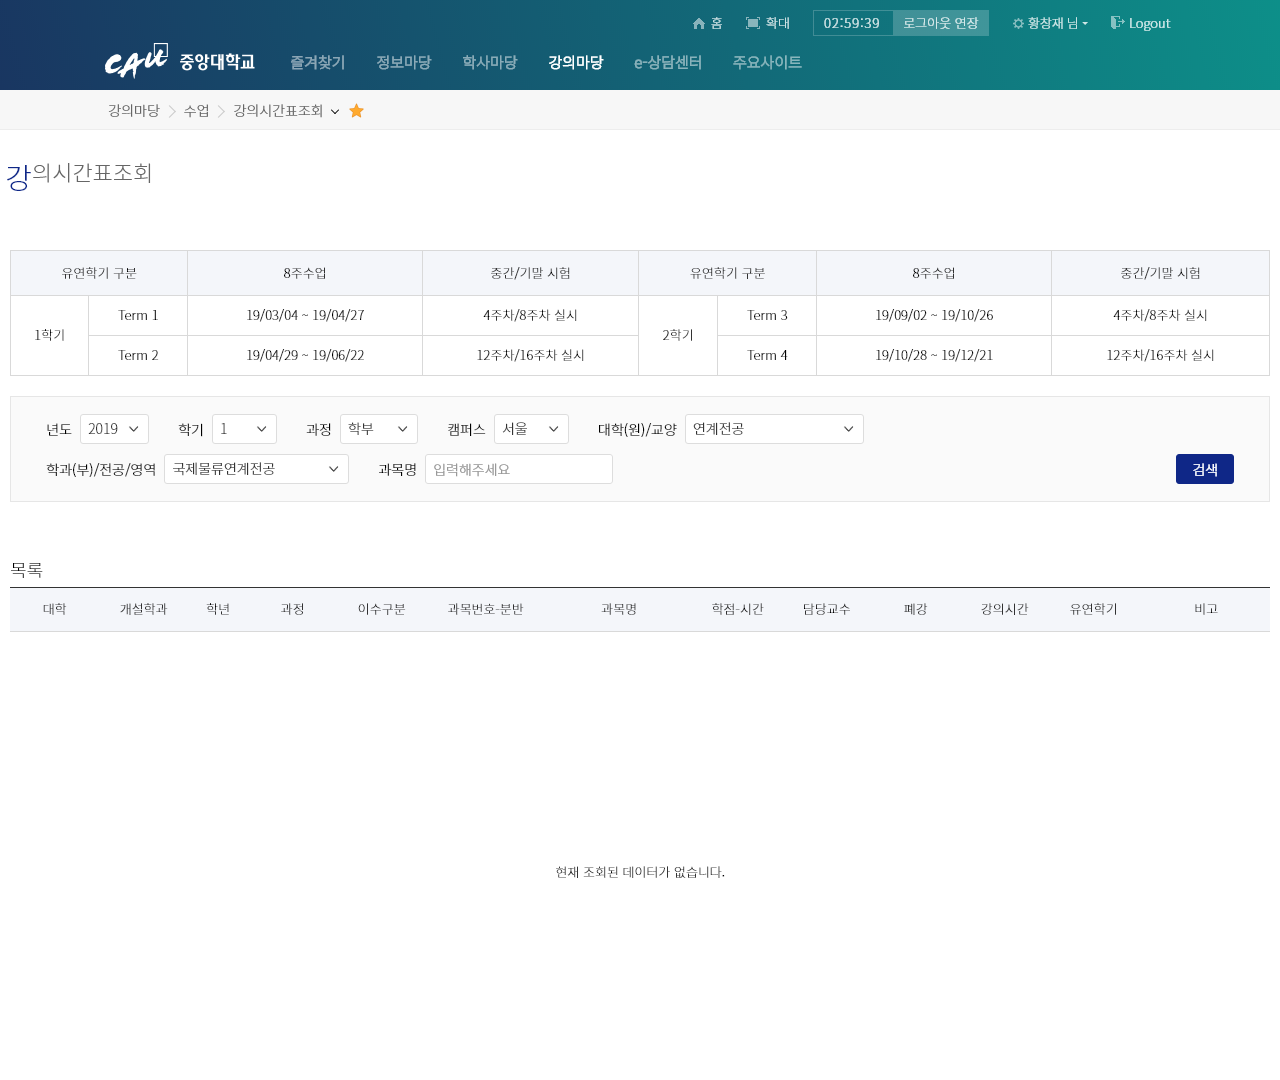 홈 확대 02:59:39 로그아웃 연장 황창재 님 Logout
CAU 중앙대학교 즐겨찾기 정보마당 학사마당 강의마당 e-상담센터 주요사이트
강의마당 수업 강의시간표조회
강의시간표조회
유연학기 구분 8주수업 중간/기말 시험 유연학기 구분 8주수업 중간/기말 시험
1학기 Term 1 19/03/04 ~ 19/04/27 4주차/8주차 실시 2학기 Term 3 19/09/02 ~ 19/10/26 4주차/8주차 실시
Term 2 19/04/29 ~ 19/06/22 12주차/16주차 실시 Term 4 19/10/28 ~ 19/12/21 12주차/16주차 실시
년도 2019 학기 1 과정 학부 캠퍼스 서울 대학(원)/교양 연계전공
학과(부)/전공/영역 국제물류연계전공 과목명 입력해주세요 검색
목록
대학 개설학과 학년 과정 이수구분 과목번호-분반 과목명 학점-시간 담당교수 폐강 강의시간 유연학기 비고
현재 조회된 데이터가 없습니다.